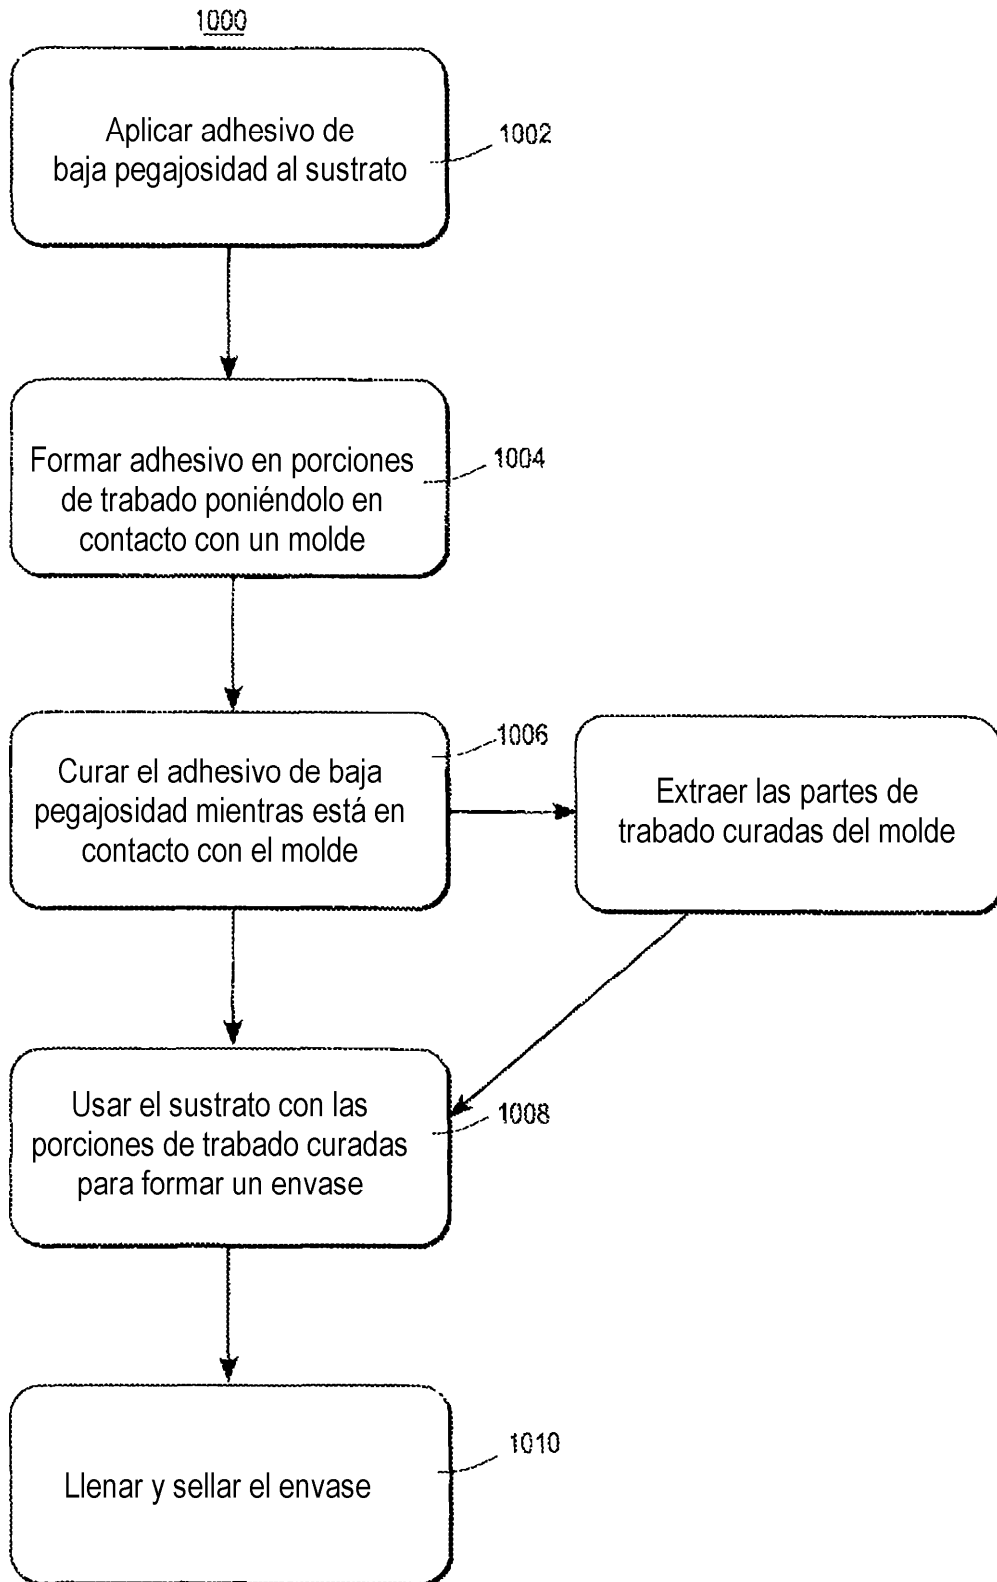 1000
Aplicar adhesivo de
baja pegajosidad al sustrato
1002
Formar adhesivo en porciones
de trabado poniéndolo en
contacto con un molde
1004
Curar el adhesivo de baja
pegajosidad mientras está en
contacto con el molde
1006
Extraer las partes de
trabado curadas del molde
Usar el sustrato con las
porciones de trabado curadas
para formar un envase
1008
Llenar y sellar el envase
1010